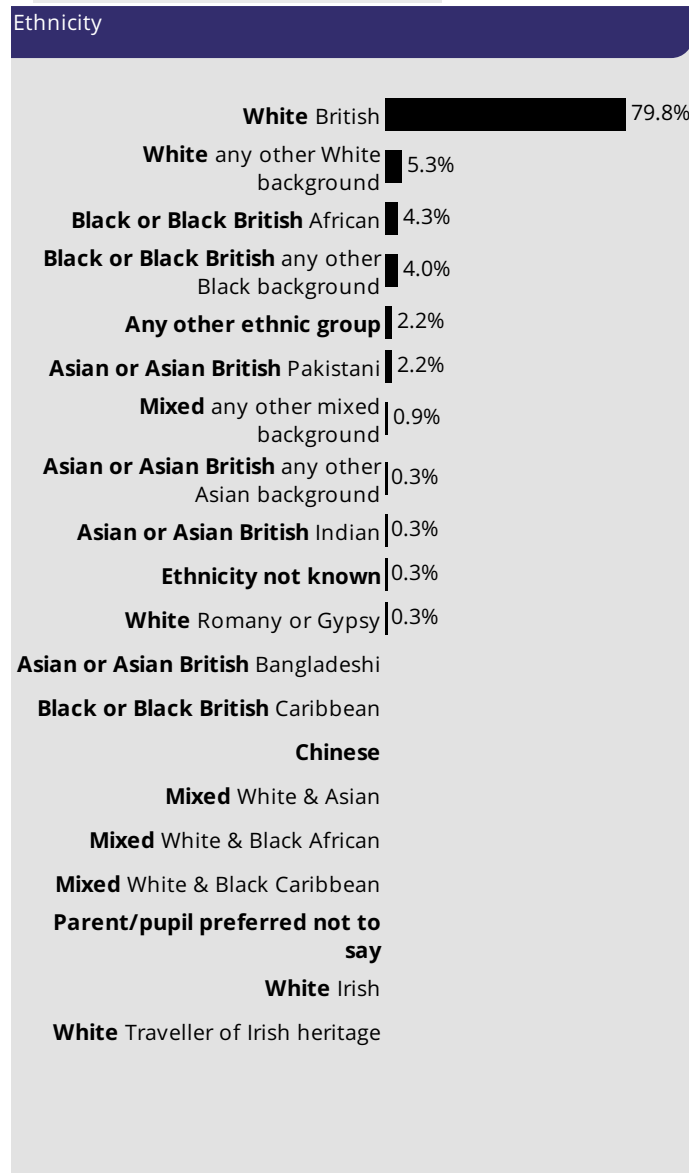 Ethnicity
White British 79.8%
White any other White
background 5.3%
Black or Black British African 4.3%
Black or Black British any other
Black background 4.0%
Any other ethnic group 2.2%
Asian or Asian British Pakistani 2.2%
Mixed any other mixed
background 0.9%
Asian or Asian British any other
Asian background 0.3%
Asian or Asian British Indian 0.3%
Ethnicity not known 0.3%
White Romany or Gypsy 0.3%
Asian or Asian British Bangladeshi
Black or Black British Caribbean
Chinese
Mixed White & Asian
Mixed White & Black African
Mixed White & Black Caribbean
Parent/pupil preferred not to
say
White Irish
White Traveller of Irish heritage